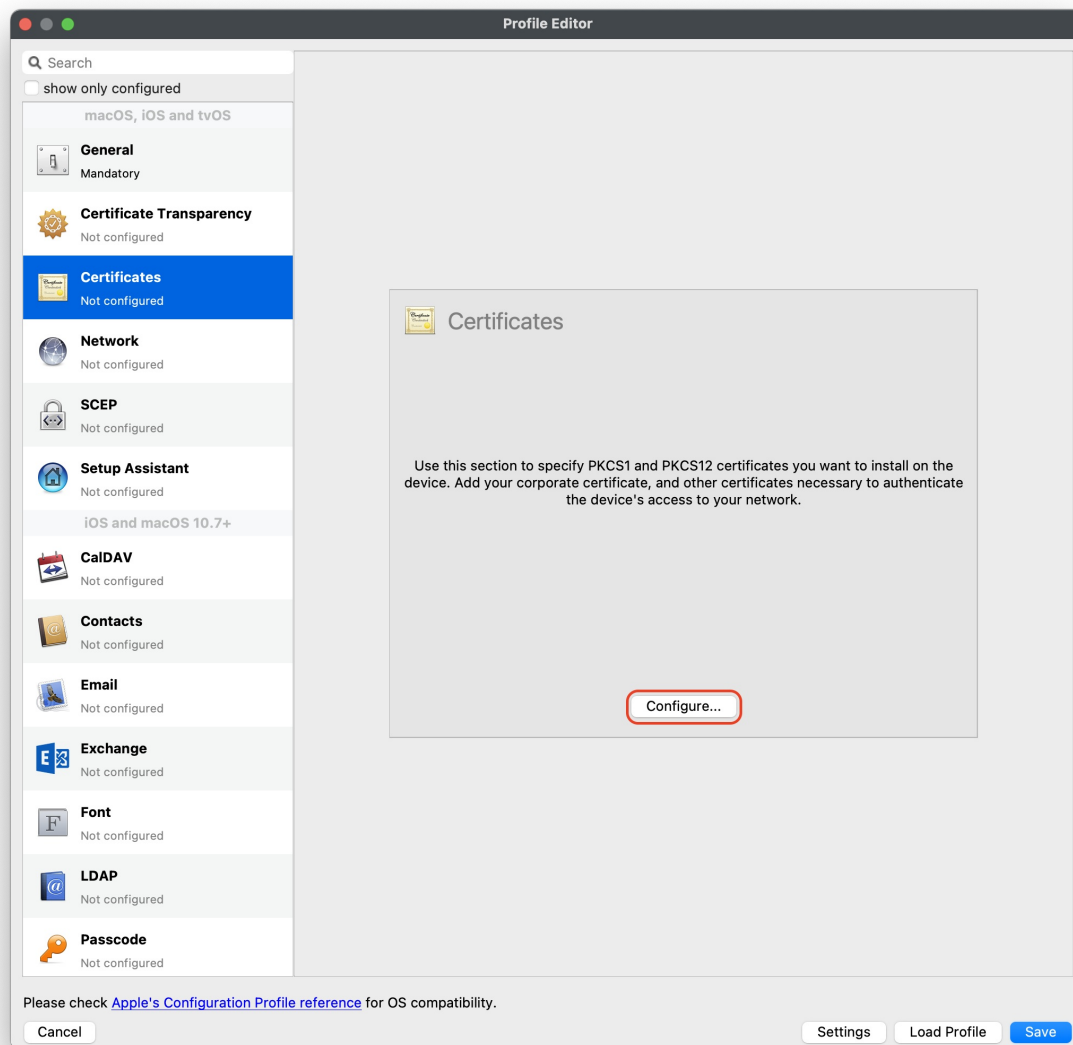 Profile Editor
Search
show only configured
macOS, iOS and tvOS
General
Mandatory
Certificate Transparency
Not configured
Certificates
Not configured
Network
Not configured
SCEP
Not configured
Setup Assistant
Not configured
iOS and macOS 10.7+
CalDAV
Not configured
Contacts
Not configured
Email
Not configured
Exchange
Not configured
Font
Not configured
LDAP
Not configured
Passcode
Not configured
Certificates
Use this section to specify PKCS1 and PKCS12 certificates you want to install on the
device. Add your corporate certificate, and other certificates necessary to authenticate
the device's access to your network.
Configure...
Please check Apple's Configuration Profile reference for OS compatibility.
Cancel
Settings
Load Profile
Save